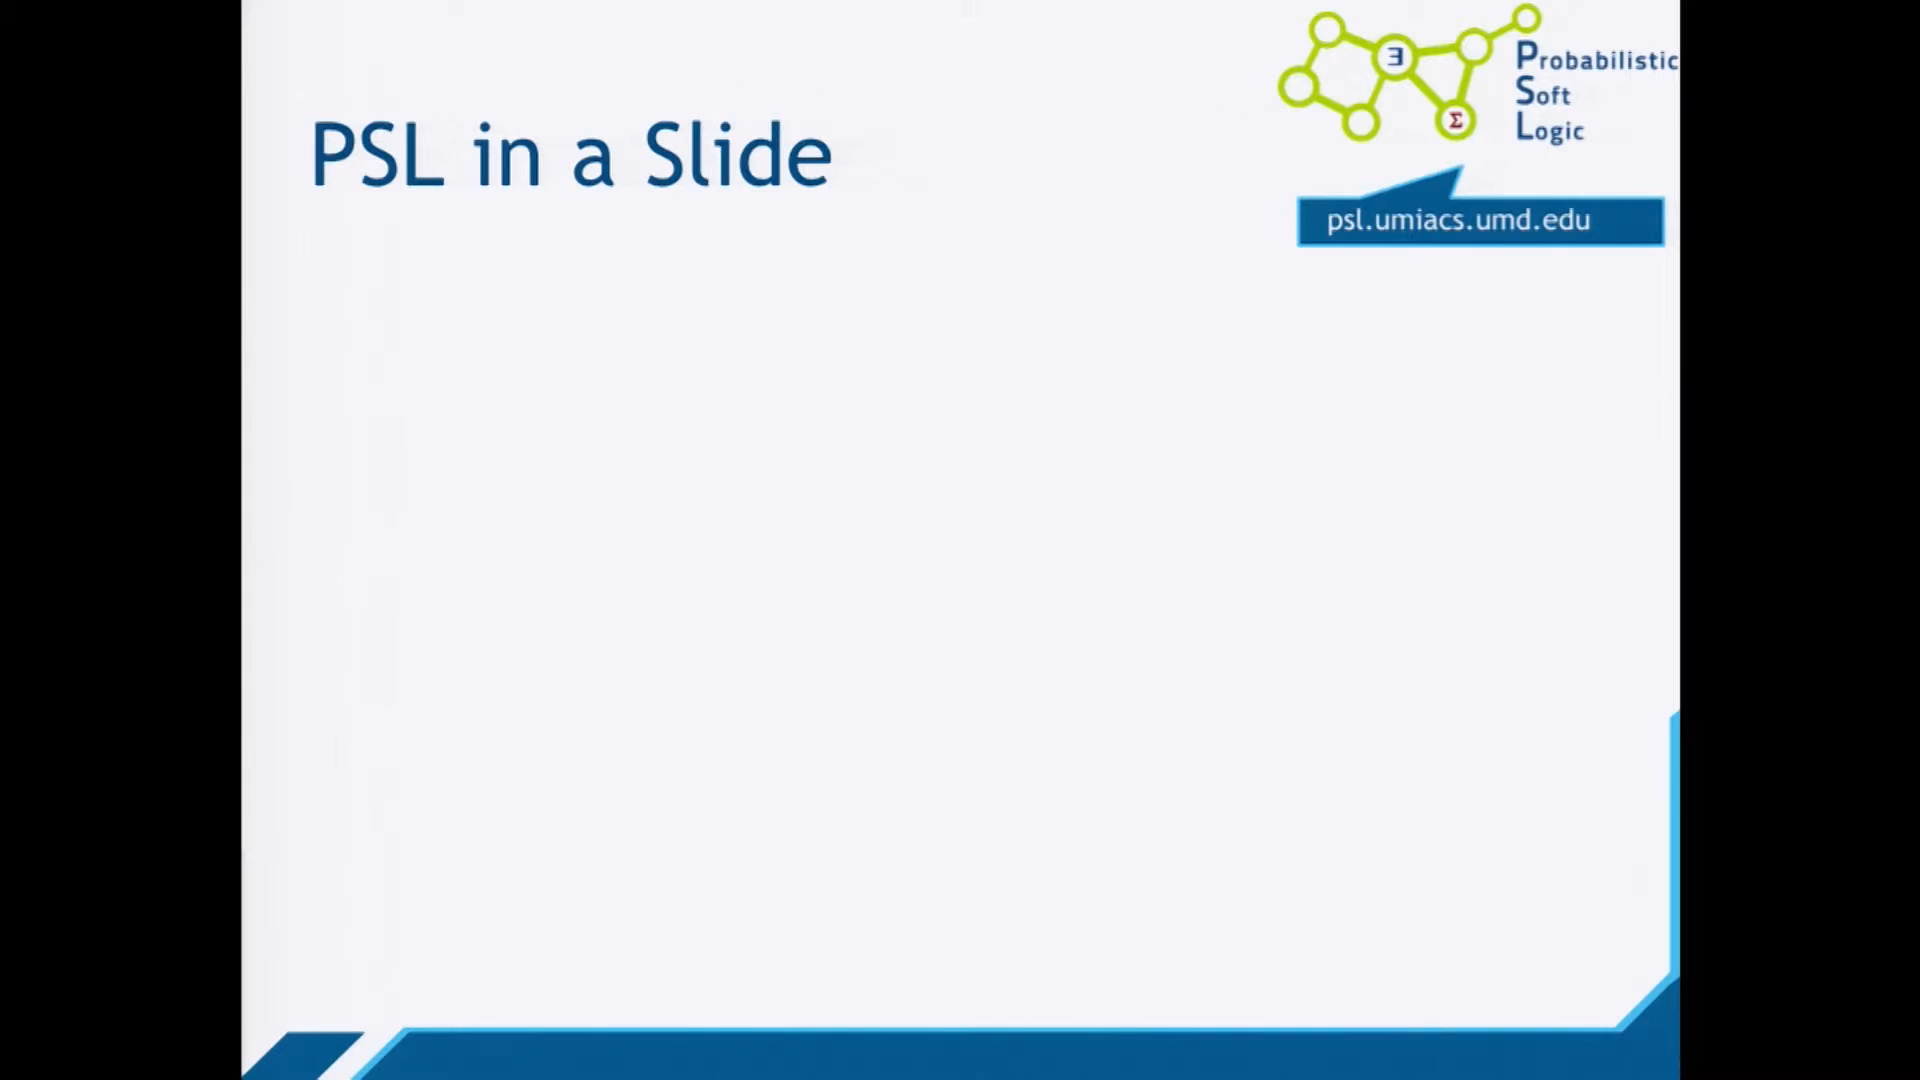 PSL in a Slide
∃
Σ
Probabilistic
Soft
Logic
psl.umiacs.umd.edu